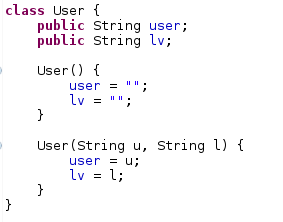 class User {
    public String user;
    public String lv;

    User() {
        user = "";
        lv = "";
    }

    User(String u, String l) {
        user = u;
        lv = l;
    }
}